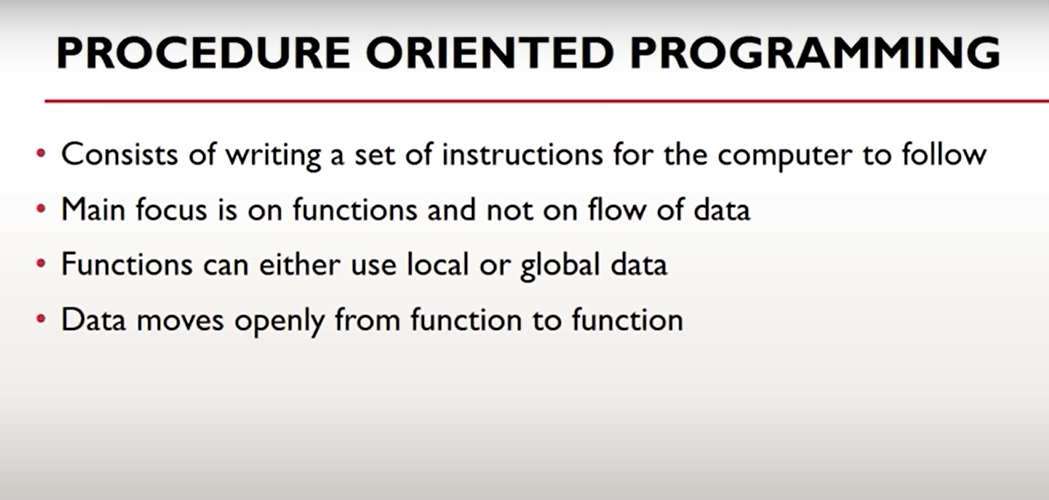 PROCEDURE ORIENTED PROGRAMMING
• Consists of writing a set of instructions for the computer to follow
• Main focus is on functions and not on flow of data
• Functions can either use local or global data
• Data moves openly from function to function